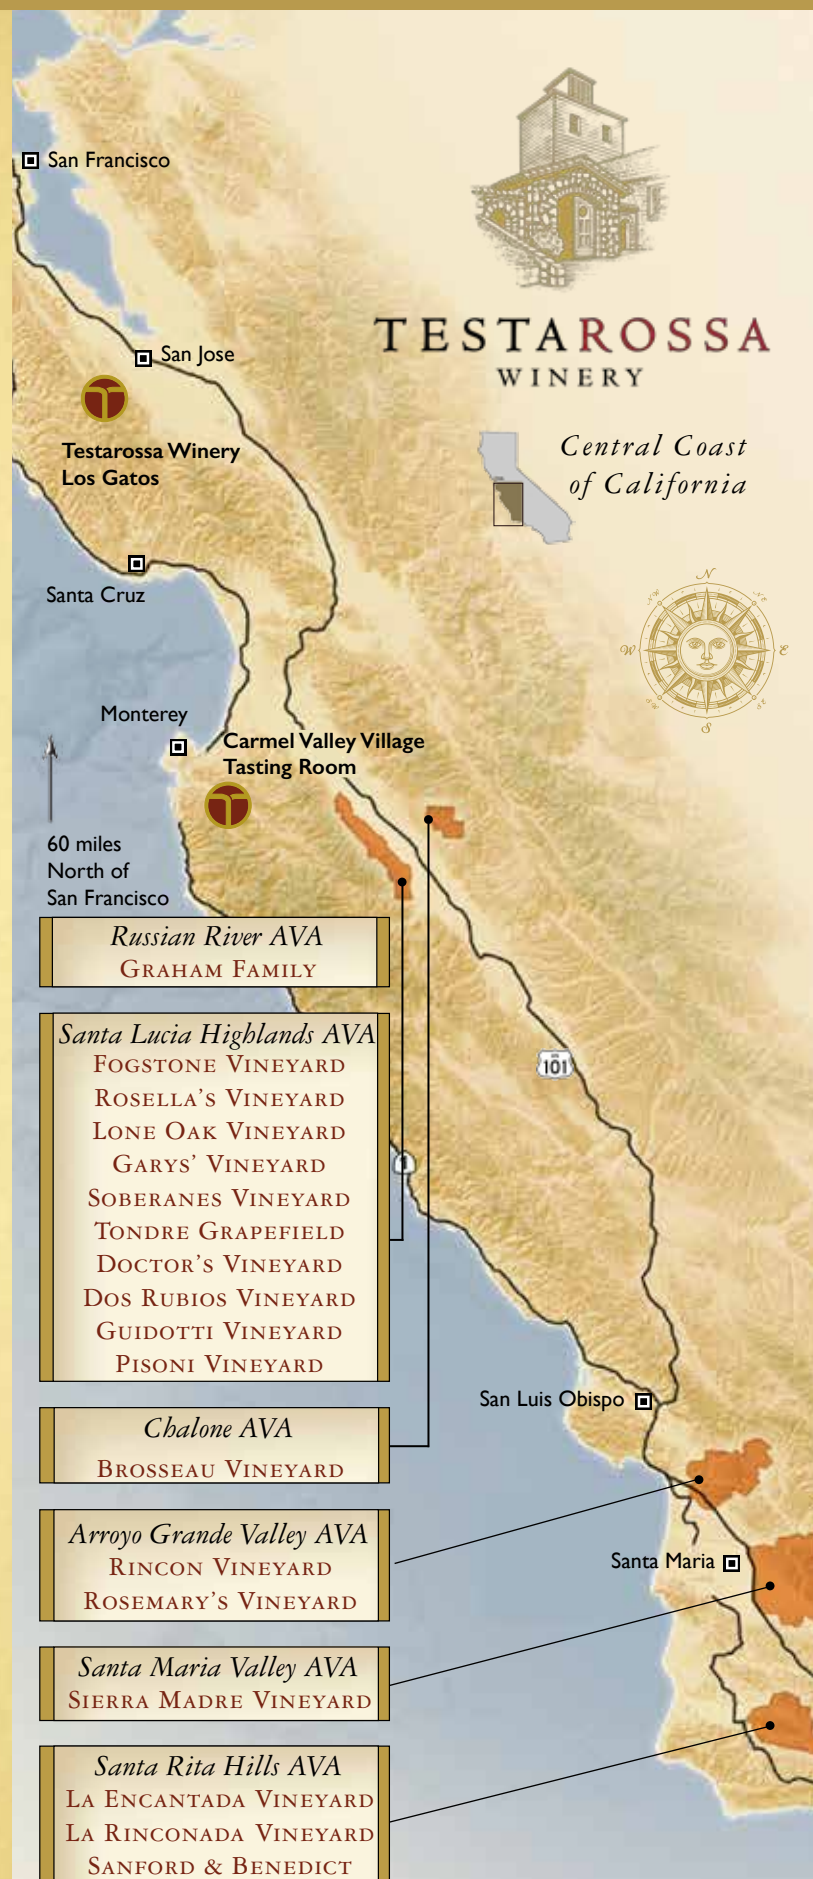 San Francisco
TESTAROSSA
WINERY
San Jose
Testarossa Winery
Los Gatos
Central Coast
of California
Santa Cruz
N
W
E
S
Monterey
Carmel Valley Village
Tasting Room
60 miles
North of
San Francisco
Russian River AVA
GRAHAM FAMILY
Santa Lucia Highlands AVA
FOGSTONE VINEYARD
ROSELLA’S VINEYARD
LONE OAK VINEYARD
GARYS’ VINEYARD
SOBERANES VINEYARD
TONDRE GRAPEFIELD
DOCTOR’S VINEYARD
DOS RUBIOS VINEYARD
GUIDOTTI VINEYARD
PISONI VINEYARD
101
1
Chalone AVA
BROSSEAU VINEYARD
San Luis Obispo
Arroyo Grande Valley AVA
RINCON VINEYARD
ROSEMARY’S VINEYARD
Santa Maria
Santa Maria Valley AVA
SIERRA MADRE VINEYARD
Santa Rita Hills AVA
LA ENCANTADA VINEYARD
LA RINCONADA VINEYARD
SANFORD & BENEDICT